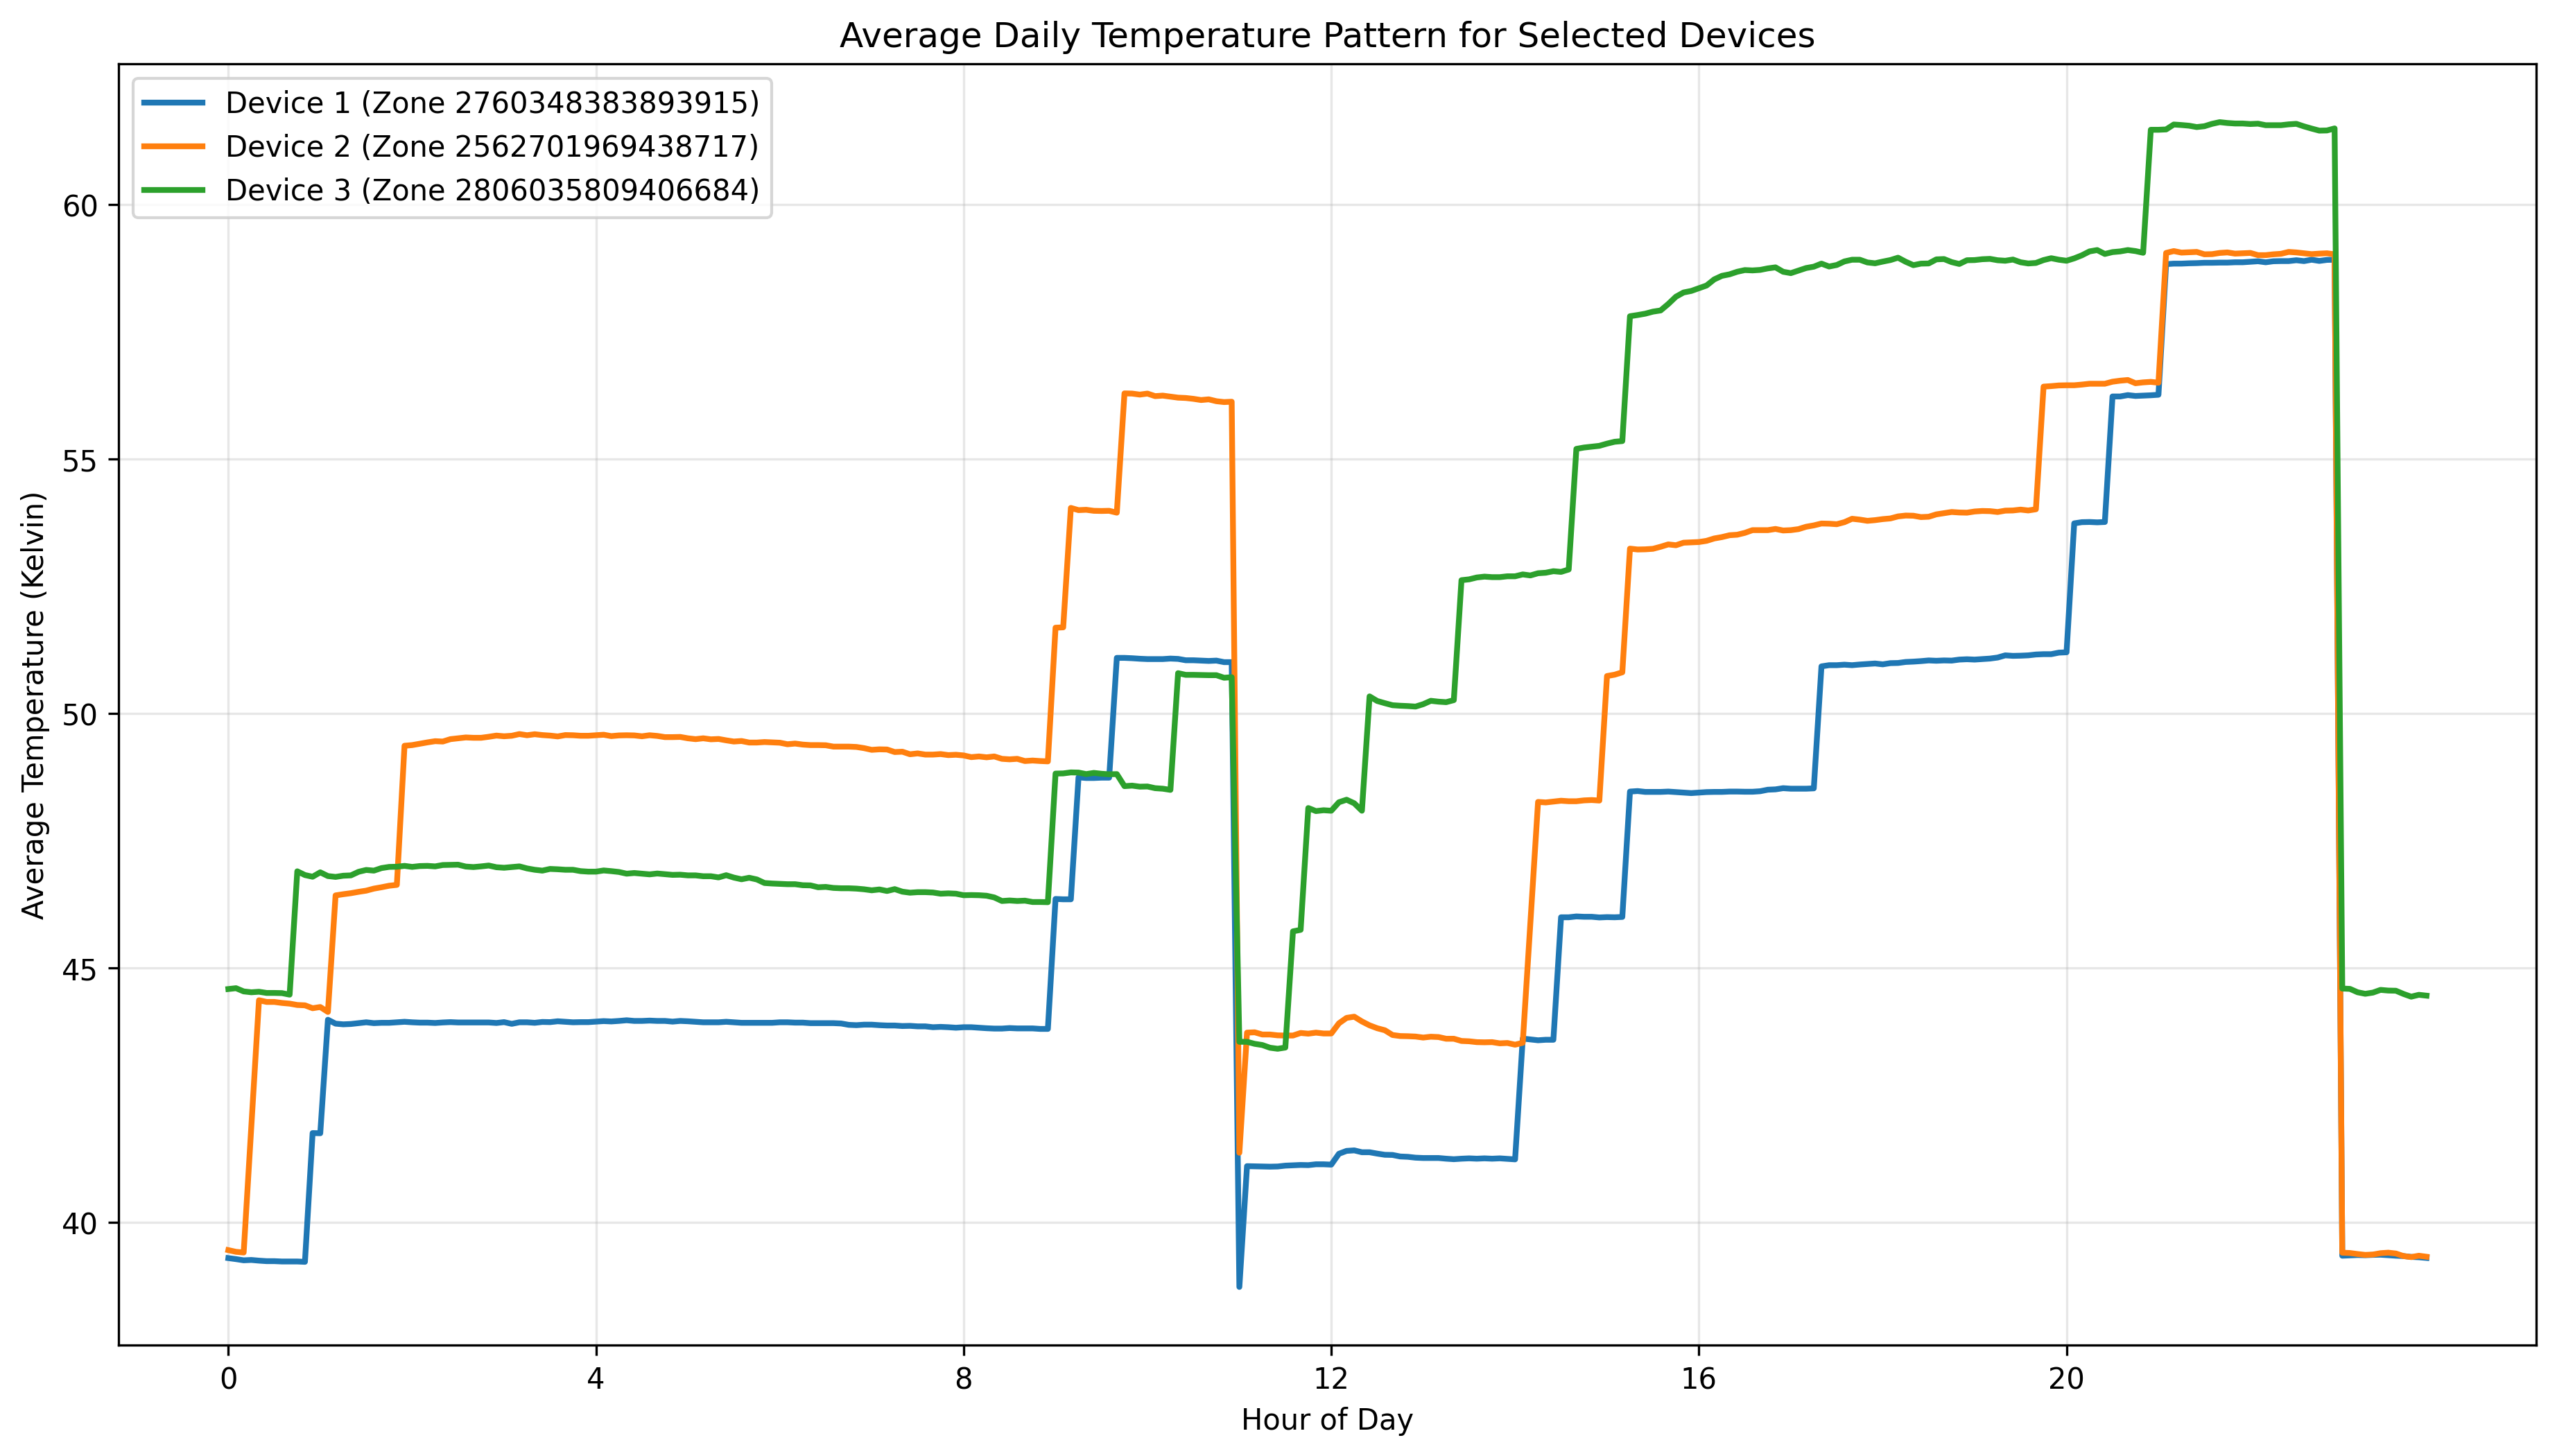 Average Daily Temperature Pattern for Selected Devices
Device 1 (Zone 2760348383893915)
Device 2 (Zone 2562701969438717)
Device 3 (Zone 2806035809406684)
60
55
50
45
40
Average Temperature (Kelvin)
0 4 8 12 16 20
Hour of Day